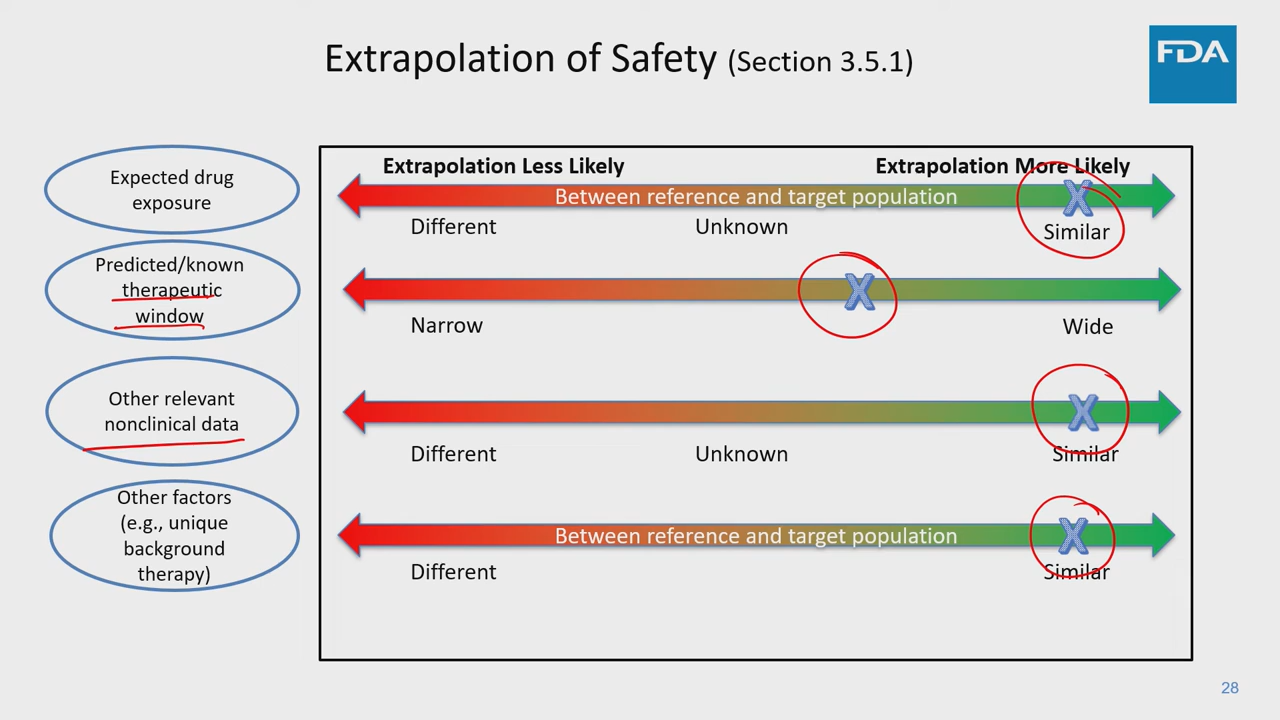 Extrapolation of Safety (Section 3.5.1)
FDA
Extrapolation Less Likely
Extrapolation More Likely
Expected drug
exposure
Between reference and target population
X
Different
Unknown
Similar
Predicted/known
therapeutic
window
X
Narrow
Wide
Other relevant
nonclinical data
X
Different
Unknown
Similar
Other factors
(e.g., unique
background
therapy)
Between reference and target population
X
Different
Similar
28